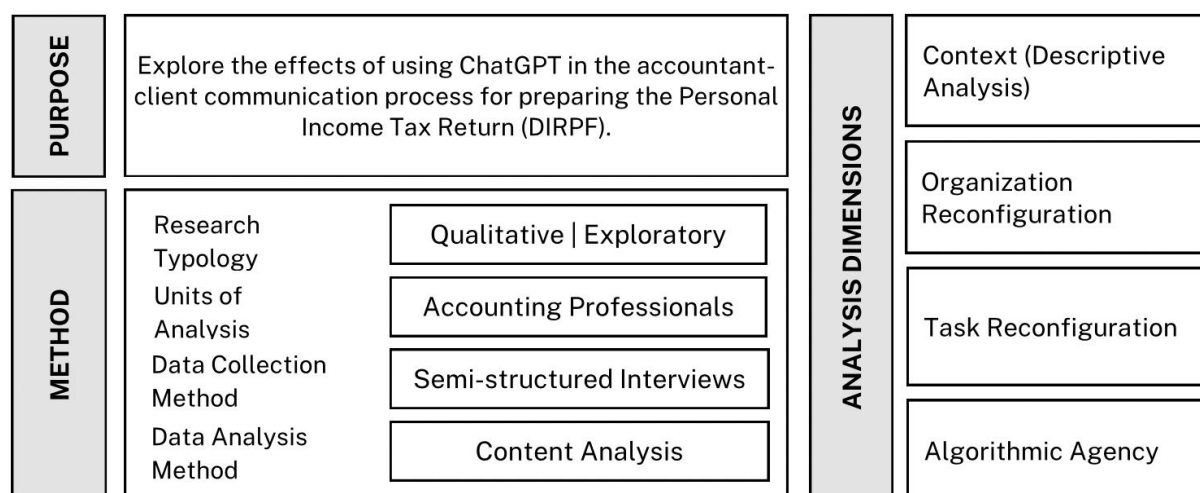 PURPOSE
Explore the effects of using ChatGPT in the accountant-
client communication process for preparing the Personal
Income Tax Return (DIRPF).
METHOD
Research
Typology
Qualitative | Exploratory
Units of
Analysis
Accounting Professionals
Data Collection
Method
Semi-structured Interviews
Data Analysis
Method
Content Analysis
ANALYSIS DIMENSIONS
Context (Descriptive
Analysis)
Organization
Reconfiguration
Task Reconfiguration
Algorithmic Agency